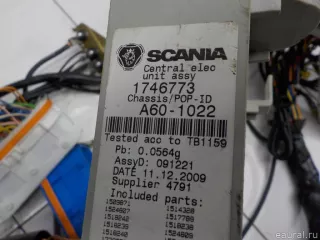 SCANIA
Central elec
unit assy
1746773
Chassis/POP-ID
A60-1022
Tested acc to TB1159
Pb: 0.0564g
AssyD: 091221
DATE 11.12.2009
Supplier 4791
Included parts:
eural.ru